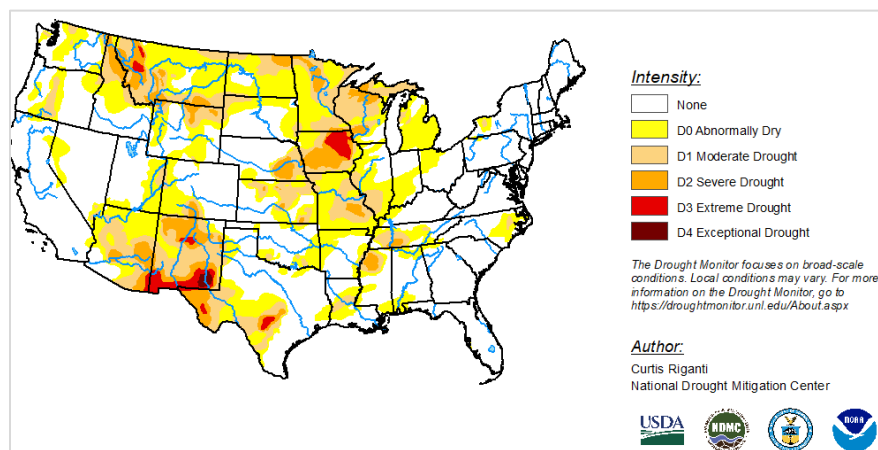 Intensity:
None
D0 Abnormally Dry
D1 Moderate Drought
D2 Severe Drought
D3 Extreme Drought
D4 Exceptional Drought
The Drought Monitor focuses on broad-scale
conditions. Local conditions may vary. For more
information on the Drought Monitor, go to
https://droughtmonitor.unl.edu/About.aspx
Author:
Curtis Riganti
National Drought Mitigation Center
USDA
NDMC
NOAA